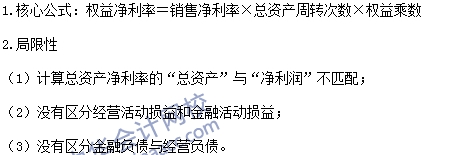 1.核心公式：权益净利率＝销售净利率×总资产周转次数×权益乘数
2.局限性
（1）计算总资产净利率的“总资产”与“净利润”不匹配；
（2）没有区分经营活动损益和金融活动损益；
（3）没有区分金融负债与经营负债。